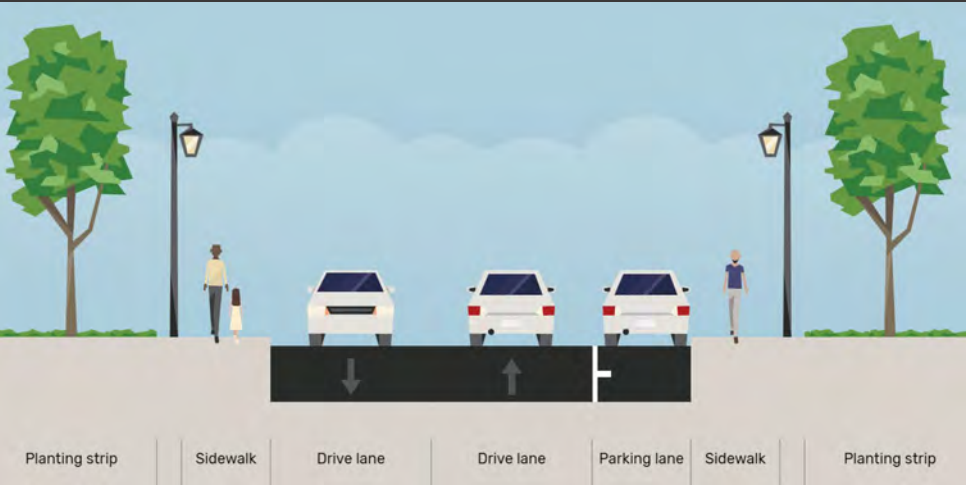 Planting strip
Sidewalk
Drive lane
Drive lane
Parking lane
Sidewalk
Planting strip